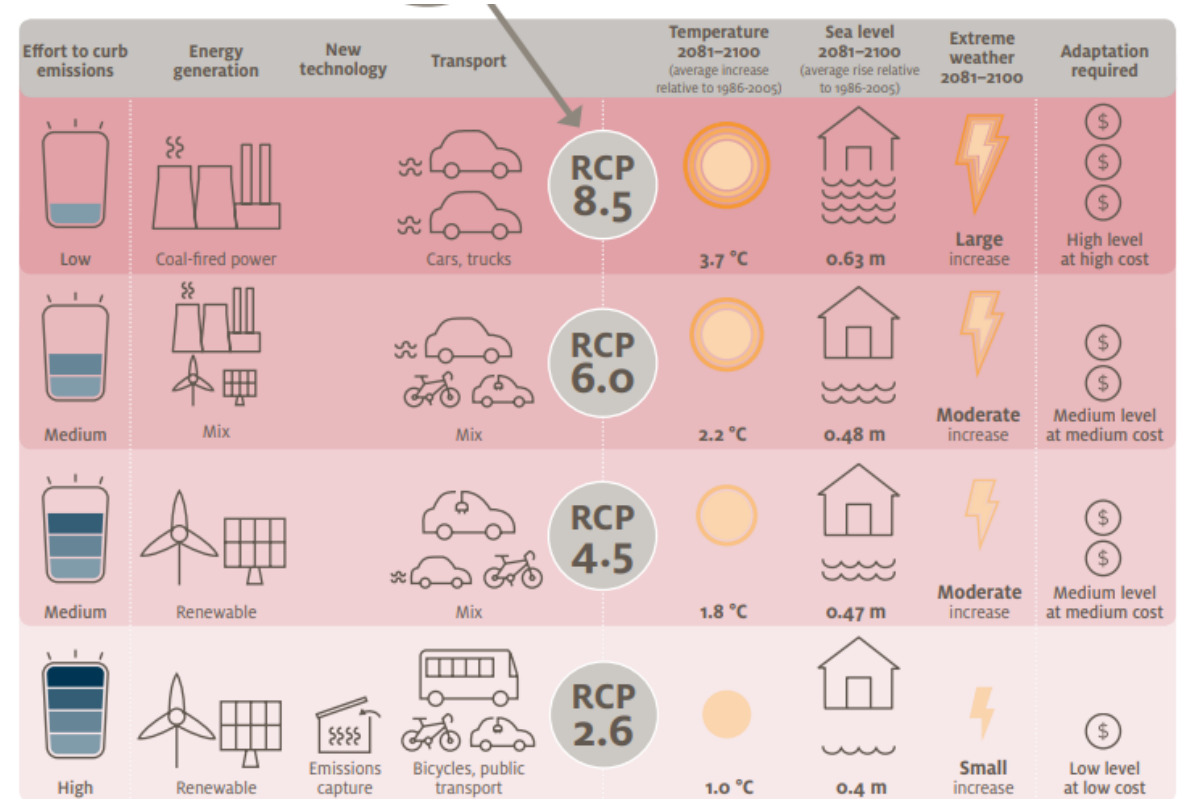 Effort to curb
emissions
Energy
generation
New
technology
Transport
Temperature
2081–2100
(average increase
relative to 1986-2005)
Sea level
2081–2100
(average rise relative
to 1986-2005)
Extreme
weather
2081–2100
Adaptation
required
RCP
8.5
$
$
$
Low
Coal-fired power
Cars, trucks
3.7 °C
0.63 m
Large
increase
High level
at high cost
RCP
6.0
$
$
Medium
Mix
Mix
2.2 °C
0.48 m
Moderate
increase
Medium level
at medium cost
RCP
4.5
$
$
Medium
Renewable
Mix
1.8 °C
0.47 m
Moderate
increase
Medium level
at medium cost
RCP
2.6
$
High
Renewable
Emissions
capture
Bicycles, public
transport
1.0 °C
0.4 m
Small
increase
Low level
at low cost